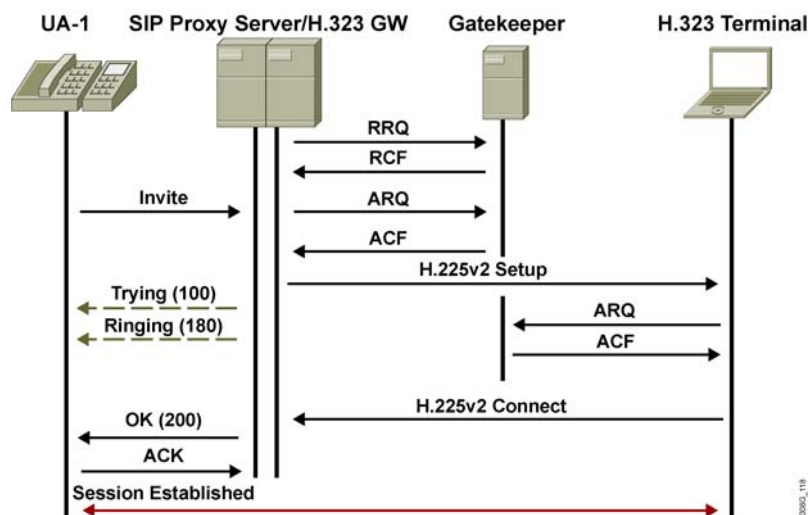 UA-1
SIP Proxy Server/H.323 GW
Gatekeeper
H.323 Terminal
RRQ
RCF
Invite
ARQ
ACF
H.225v2 Setup
Trying (100)
ARQ
Ringing (180)
ACF
H.225v2 Connect
OK (200)
ACK
Session Established